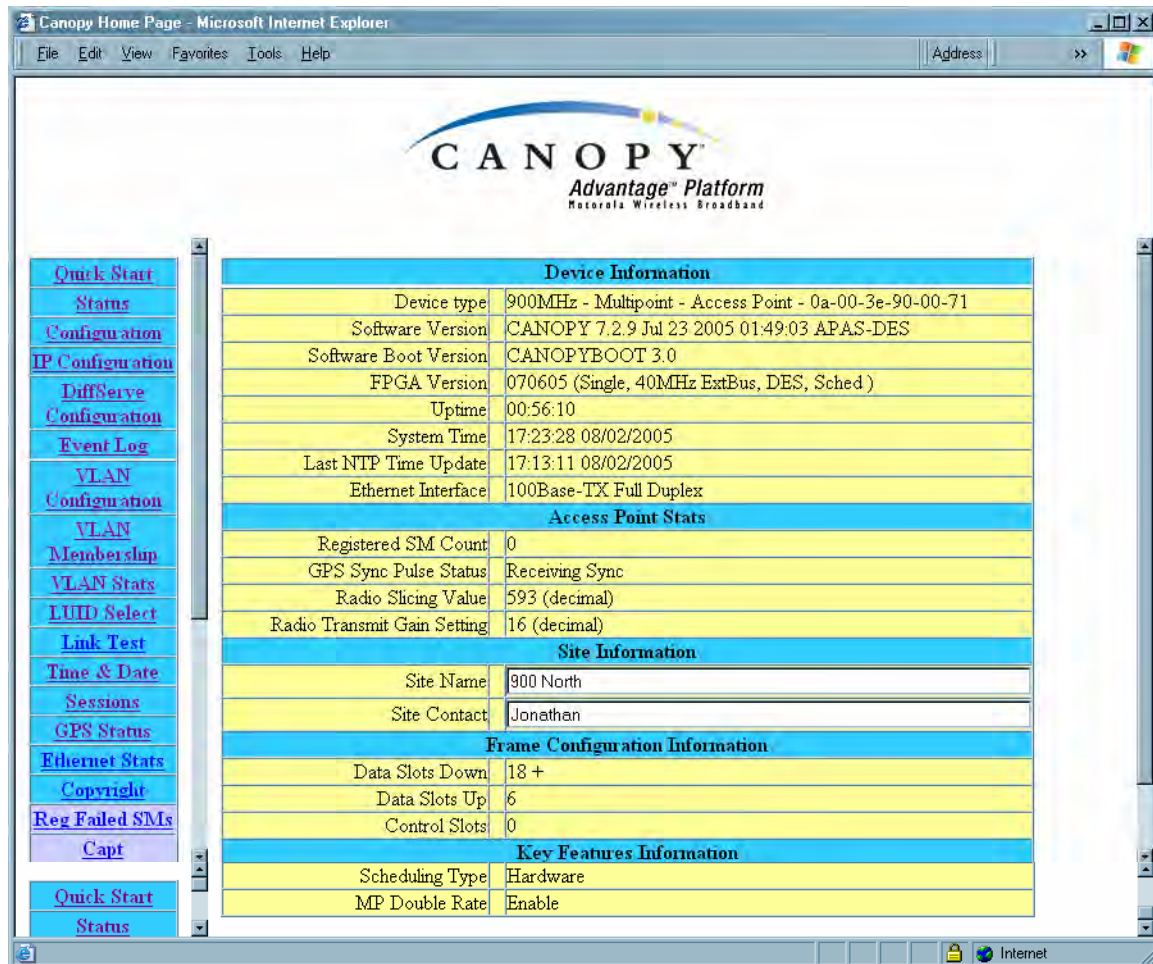 Canopy Home Page - Microsoft Internet Explorer
File Edit View Favorites Tools Help
Address »
CANOPY™
Advantage™ Platform
Motorola Wireless Broadband
Quick Start
Status
Configuration
IP Configuration
DiffServe
Configuration
Event Log
VLAN
Configuration
VLAN
Membership
VLAN Stats
LUID Select
Link Test
Time & Date
Sessions
GPS Status
Ethernet Stats
Copyright
Reg Failed SMs
Capt
Quick Start
Status
Device Information
Device type 900MHz - Multipoint - Access Point - 0a-00-3e-90-00-71
Software Version CANOPY 7.2.9 Jul 23 2005 01:49:03 APAS-DES
Software Boot Version CANOPYBOOT 3.0
FPGA Version 070605 (Single, 40MHz ExtBus, DES, Sched )
Uptime 00:56:10
System Time 17:23:28 08/02/2005
Last NTP Time Update 17:13:11 08/02/2005
Ethernet Interface 100Base-TX Full Duplex
Access Point Stats
Registered SM Count 0
GPS Sync Pulse Status Receiving Sync
Radio Slicing Value 593 (decimal)
Radio Transmit Gain Setting 16 (decimal)
Site Information
Site Name 900 North
Site Contact Jonathan
Frame Configuration Information
Data Slots Down 18 +
Data Slots Up 6
Control Slots 0
Key Features Information
Scheduling Type Hardware
MP Double Rate Enable
Internet